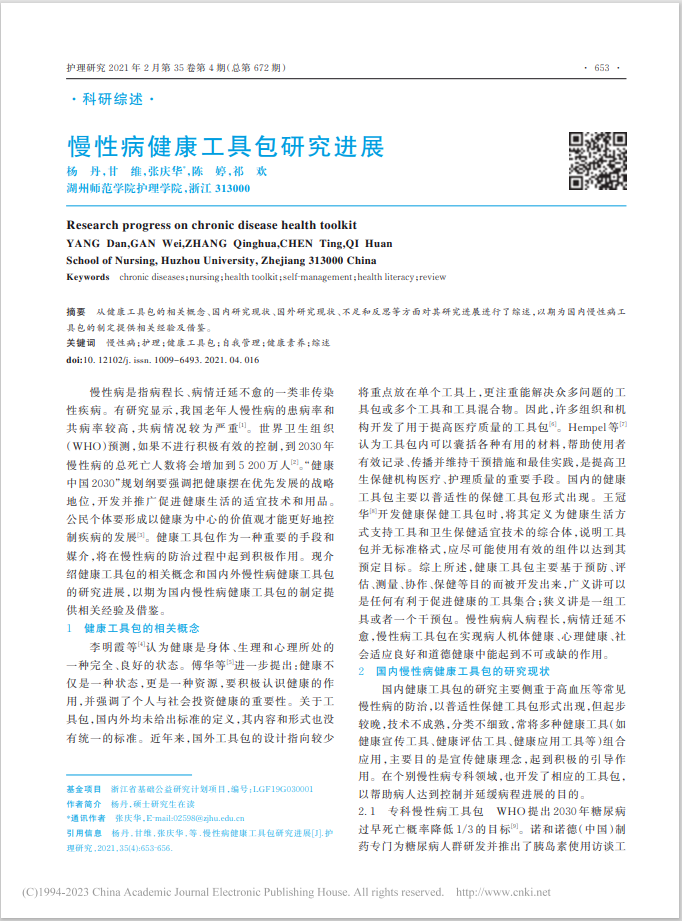 护理研究 2021 年 2 月第 35 卷第 4 期(总第 672 期)
· 653 ·
·科研综述·
慢性病健康工具包研究进展
杨　丹,甘　维,张庆华*,陈　婷,祁　欢
湖州师范学院护理学院,浙江 313000
Research progress on chronic disease health toolkit
YANG Dan,GAN Wei,ZHANG Qinghua,CHEN Ting,QI Huan
School of Nursing, Huzhou University, Zhejiang 313000 China
Keywords　chronic diseases;nursing;health toolkit;self-management;health literacy;review
摘要　从健康工具包的相关概念、国内研究现状、国外研究现状、不足和反思等方面对其研究进展进行了综述,以期为国内慢性病工
具包的制定提供相关经验及借鉴。
关键词　慢性病;护理;健康工具包;自我管理;健康素养;综述
doi:10. 12102/j. issn. 1009-6493. 2021. 04. 016
慢性病是指病程长、病情迁延不愈的一类非传染
性疾病。有研究显示,我国老年人慢性病的患病率和
共病率较高,共病情况较为严重[1]。世界卫生组织
(WHO)预测,如果不进行积极有效的控制,到 2030 年
慢性病的总死亡人数将会增加到 5 200 万人[2]。“健康
中国 2030”规划纲要强调把健康摆在优先发展的战略
地位,开发并推广促进健康生活的适宜技术和用品。
公民个体要形成以健康为中心的价值观才能更好地控
制疾病的发展[3]。健康工具包作为一种重要的手段和
媒介,将在慢性病的防治过程中起到积极作用。现介
绍健康工具包的相关概念和国内外慢性病健康工具包
的研究进展,以期为国内慢性病健康工具包的制定提
供相关经验及借鉴。
1　健康工具包的相关概念
李明霞等[4]认为健康是身体、生理和心理所处的
一种完全、良好的状态。傅华等[5]进一步提出:健康不
仅是一种状态,更是一种资源,要积极认识健康的作
用,并强调了个人与社会投资健康的重要性。关于工
具包,国内外均未给出标准的定义,其内容和形式也没
有统一的标准。近年来,国外工具包的设计指向较少
基金项目　浙江省基础公益研究计划项目,编号:LGF19G030001
作者简介　杨丹,硕士研究生在读
*通讯作者　张庆华,E-mail:02598@zjhu.edu.cn
引用信息　杨丹,甘维,张庆华,等.慢性病健康工具包研究进展[J].护
理研究,2021,35(4):653-656.
将重点放在单个工具上,更注重能解决众多问题的工
具包或多个工具和工具混合物。因此,许多组织和机
构开发了用于提高医疗质量的工具包[6]。Hempel等[7]
认为工具包内可以囊括各种有用的材料,帮助使用者
有效记录、传播并维持干预措施和最佳实践,是提高卫
生保健机构医疗、护理质量的重要手段。国内的健康
工具包主要以普适性的保健工具包形式出现。王冠
华[8]开发健康保健工具包时,将其定义为健康生活方
式支持工具和卫生保健适宜技术的综合体,说明工具
包并无标准格式,应尽可能使用有效的组件以达到其
预定目标。综上所述,健康工具包主要基于预防、评
估、测量、协作、保健等目的而被开发出来,广义讲可以
是任何有利于促进健康的工具集合;狭义讲是一组工
具或者一个干预包。慢性病病人病程长,病情迁延不
愈,慢性病工具包在实现病人机体健康、心理健康、社
会适应良好和道德健康中能起到不可或缺的作用。
2　国内慢性病健康工具包的研究现状
国内健康工具包的研究主要侧重于高血压等常见
慢性病的防治,以普适性保健工具包形式出现,但起步
较晚,技术不成熟,分类不细致,常将多种健康工具(如
健康宣传工具、健康评估工具、健康应用工具等)组合
应用,主要目的是宣传健康理念,起到积极的引导作
用。在个别慢性病专科领域,也开发了相应的工具包,
以帮助病人达到控制并延缓病程进展的目的。
2. 1　专科慢性病工具包　WHO 提出 2030 年糖尿病
过早死亡概率降低 1/3 的目标[9]。诺和诺德(中国)制
药专门为糖尿病人群研发并推出了胰岛素使用访谈工
(C)1994-2023 China Academic Journal Electronic Publishing House. All rights reserved.　http://www.cnki.net